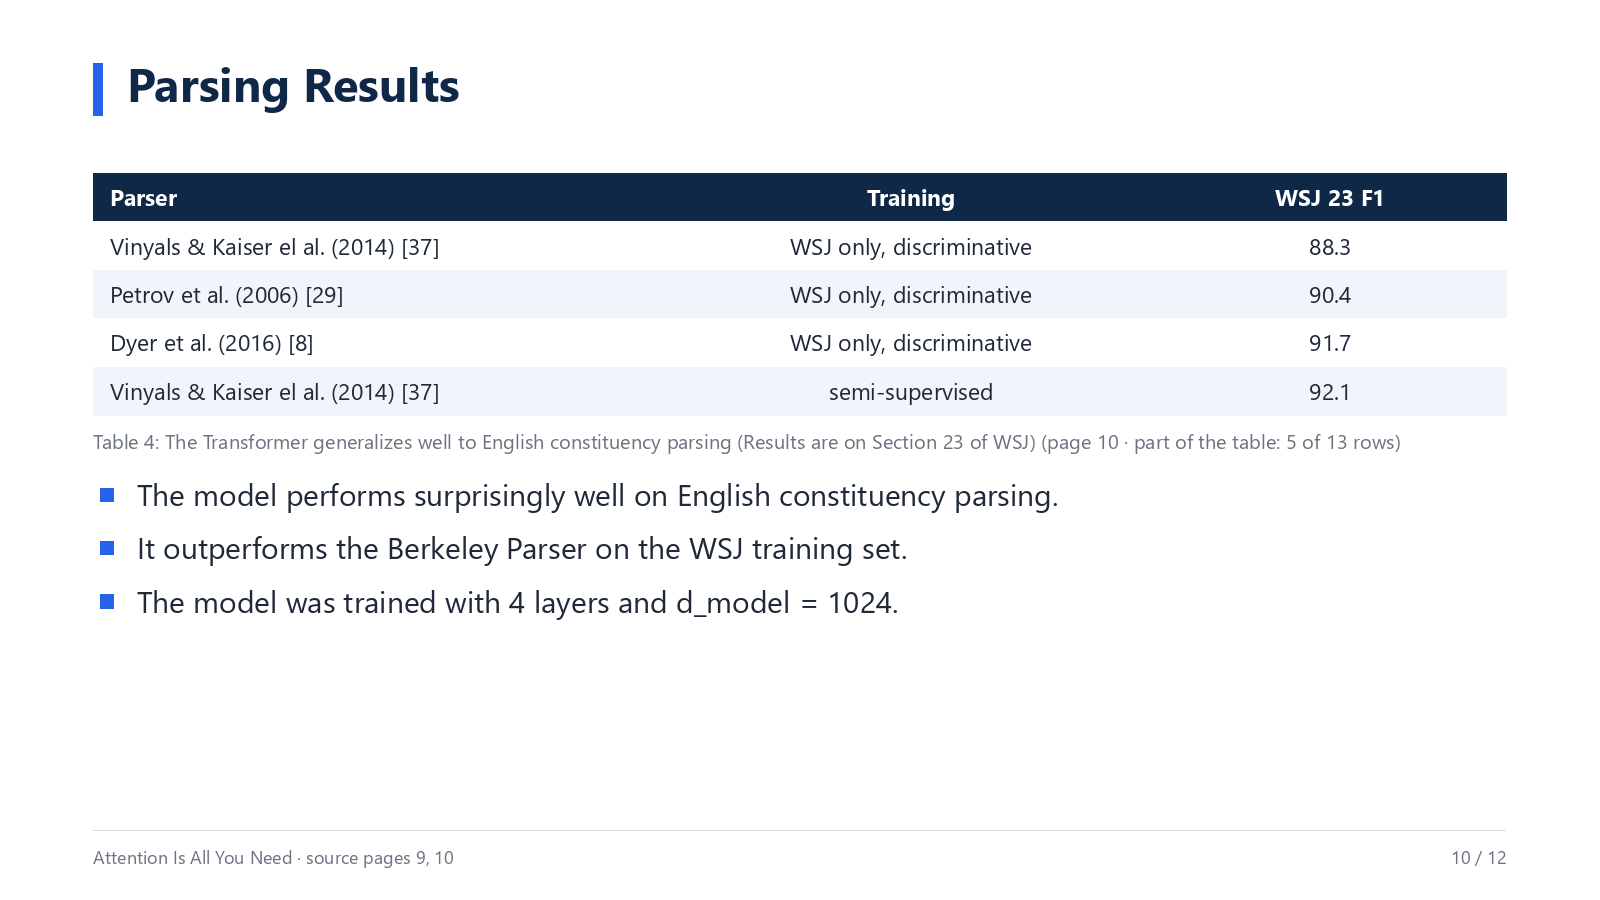 Parsing Results
Parser Training WSJ 23 F1
Vinyals & Kaiser el al. (2014) [37] WSJ only, discriminative 88.3
Petrov et al. (2006) [29] WSJ only, discriminative 90.4
Dyer et al. (2016) [8] WSJ only, discriminative 91.7
Vinyals & Kaiser el al. (2014) [37] semi-supervised 92.1
Table 4: The Transformer generalizes well to English constituency parsing (Results are on Section 23 of WSJ) (page 10 · part of the table: 5 of 13 rows)
The model performs surprisingly well on English constituency parsing.
It outperforms the Berkeley Parser on the WSJ training set.
The model was trained with 4 layers and d_model = 1024.
Attention Is All You Need · source pages 9, 10
10 / 12